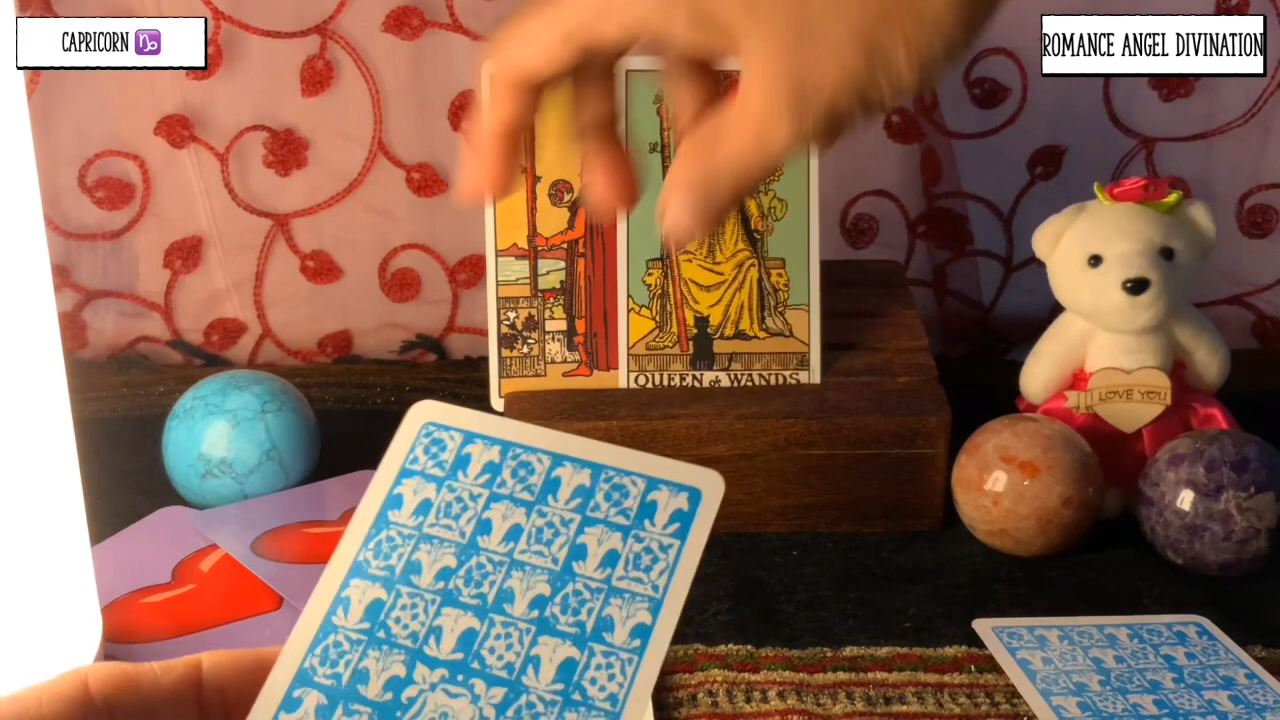 CAPRICORN ♑
ROMANCE ANGEL DIVINATION
QUEEN of WANDS.
I LOVE YOU